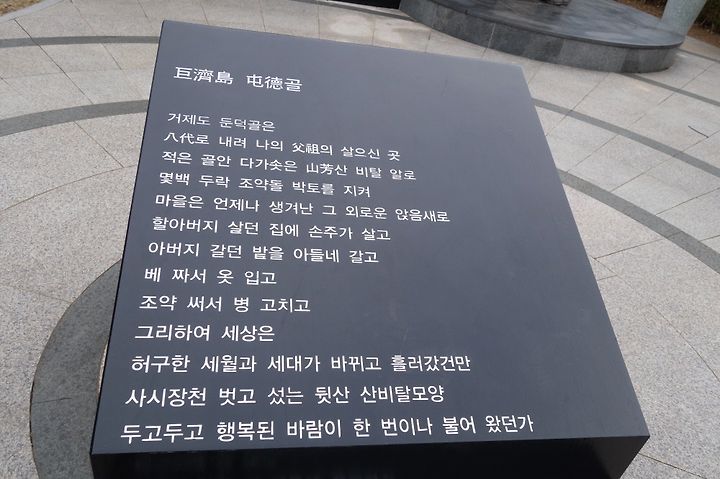 巨濟島 屯德골
거제도 둔덕골은
八代로 내려 나의 父祖의 살으신 곳
적은 골안 다가솟은 山芳山 비탈 알로
몇백 두락 조약돌 박토를 지켜
마을은 언제나 생겨난 그 외로운 앉음새로
할아버지 살던 집에 손주가 살고
아버지 갈던 밭을 아들네 갈고
베 짜서 옷 입고
조약 써서 병 고치고
그리하여 세상은
허구한 세월과 세대가 바뀌고 흘러갔건만
사시장천 벗고 섰는 뒷산 산비탈모양
두고두고 행복된 바람이 한 번이나 불어 왔던가